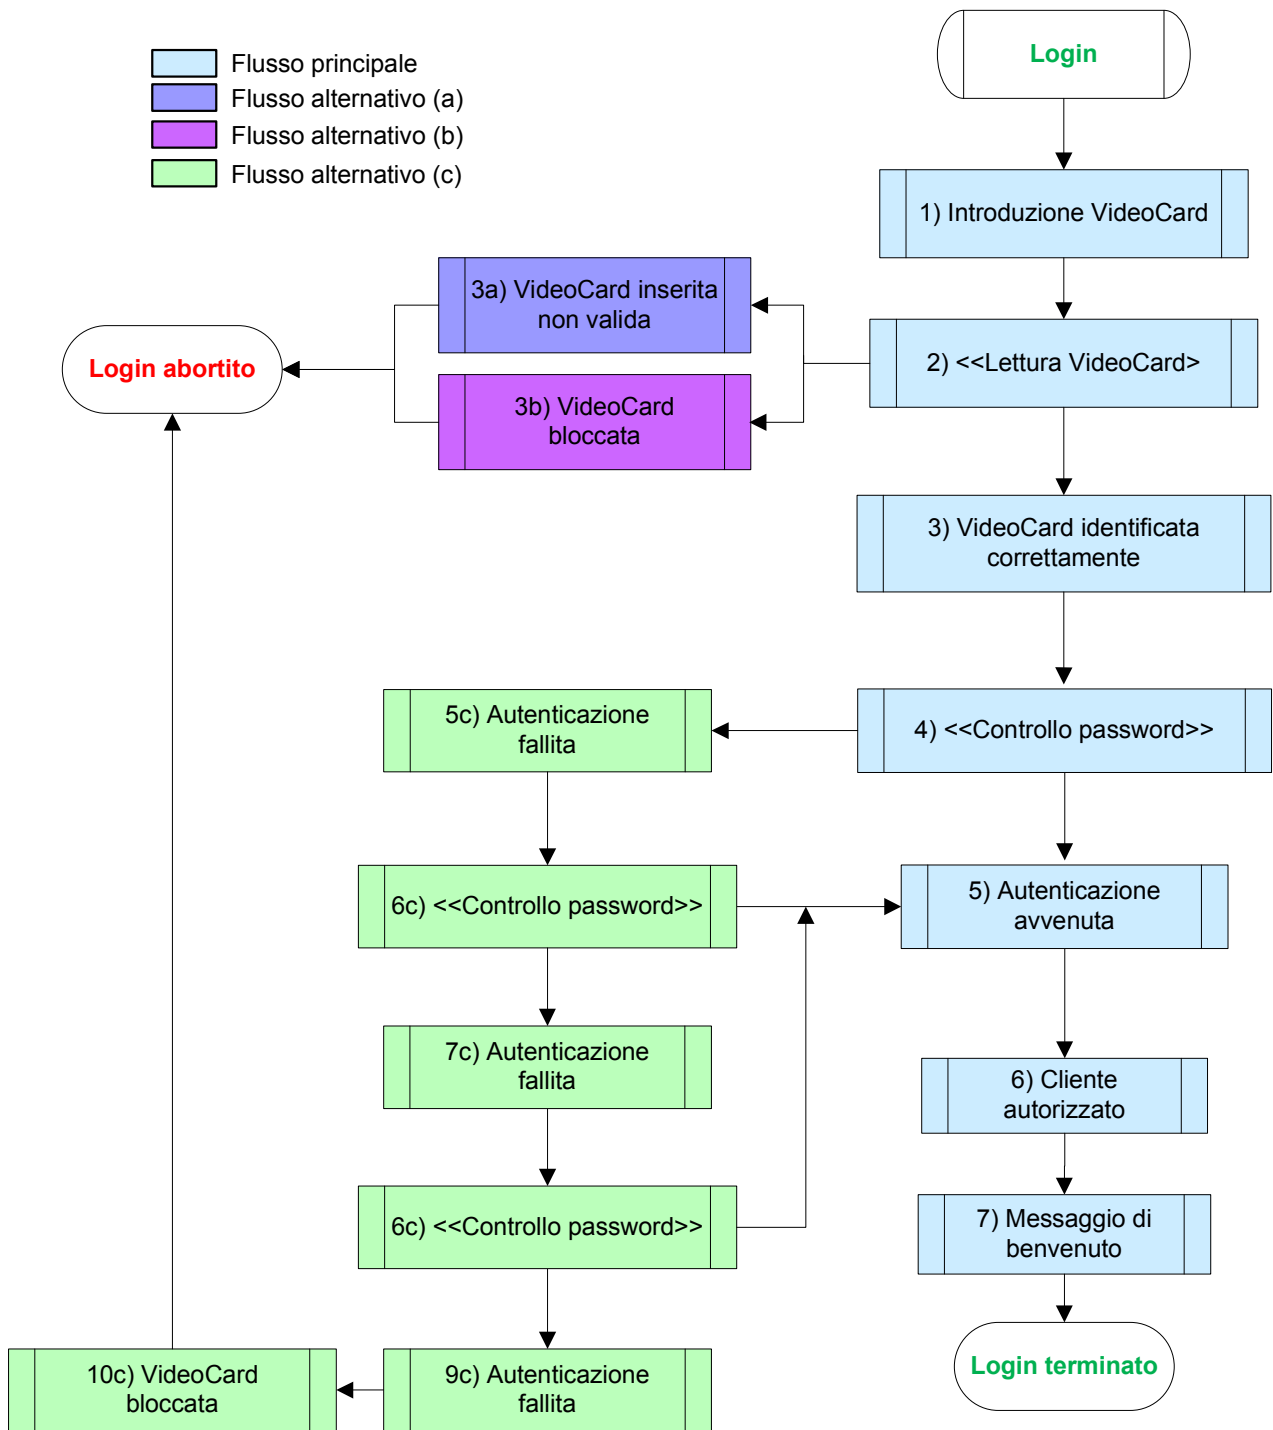 Flusso principale
Flusso alternativo (a)
Flusso alternativo (b)
Flusso alternativo (c)
Login
1) Introduzione VideoCard
3a) VideoCard inserita
non valida
Login abortito
2) <<Lettura VideoCard>
3b) VideoCard
bloccata
3) VideoCard identificata
correttamente
5c) Autenticazione
fallita
4) <<Controllo password>>
6c) <<Controllo password>>
5) Autenticazione
avvenuta
7c) Autenticazione
fallita
6) Cliente
autorizzato
6c) <<Controllo password>>
7) Messaggio di
benvenuto
10c) VideoCard
bloccata
9c) Autenticazione
fallita
Login terminato